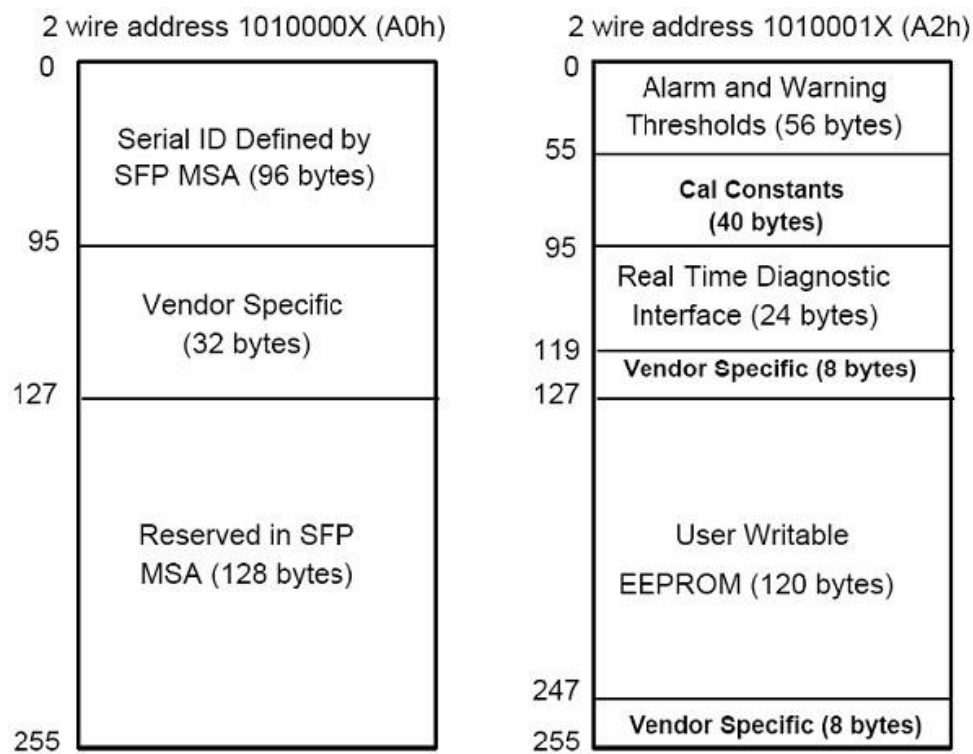 2 wire address 1010000X (A0h)
0
Serial ID Defined by
SFP MSA (96 bytes)
95
Vendor Specific
(32 bytes)
127
Reserved in SFP
MSA (128 bytes)
255
2 wire address 1010001X (A2h)
0
Alarm and Warning
Thresholds (56 bytes)
55
Cal Constants
(40 bytes)
95
Real Time Diagnostic
Interface (24 bytes)
119
Vendor Specific (8 bytes)
127
User Writable
EEPROM (120 bytes)
247
Vendor Specific (8 bytes)
255